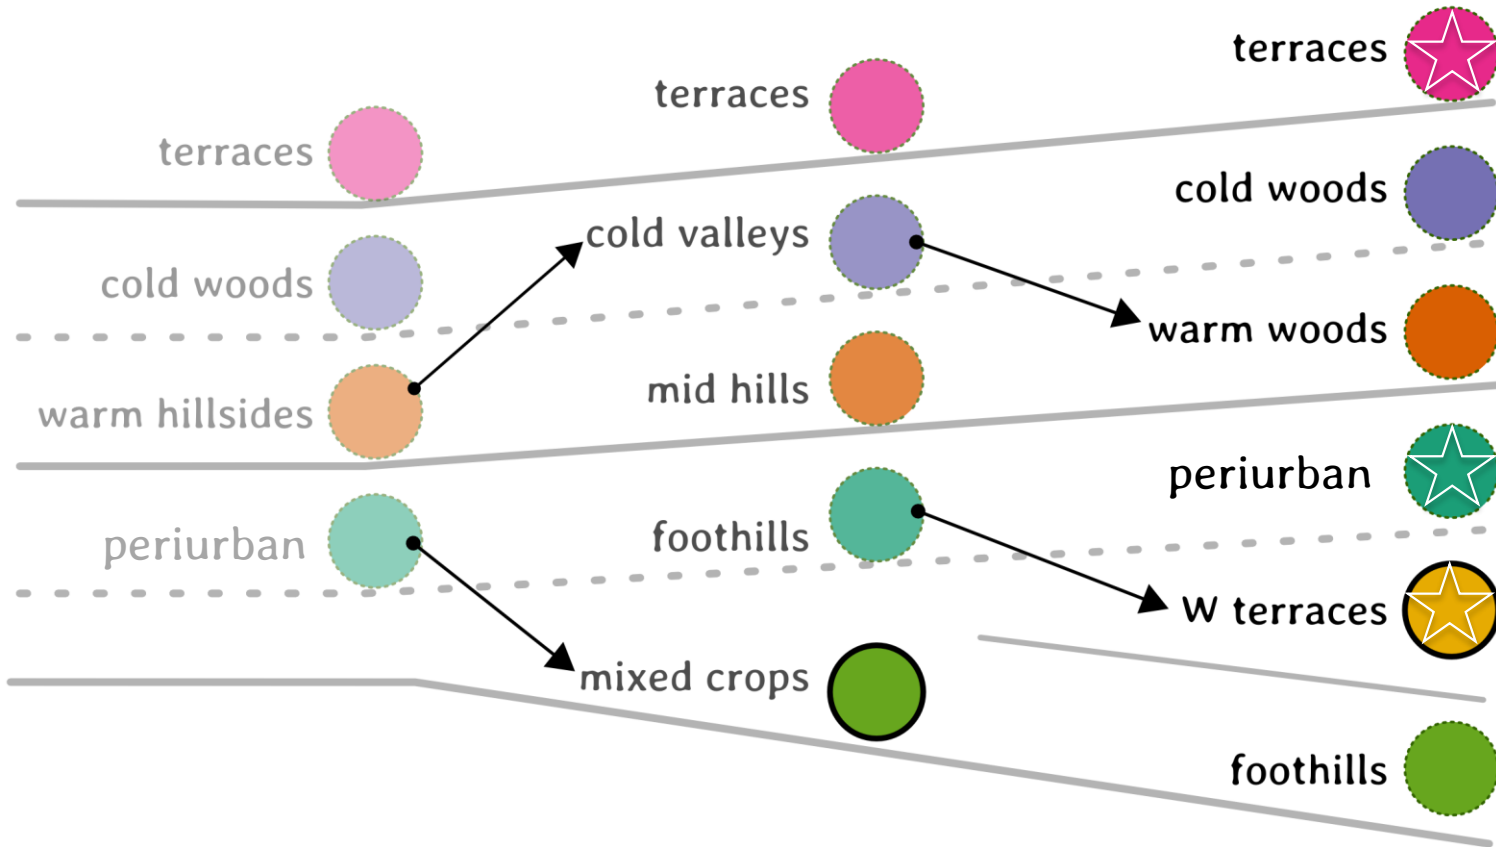 terraces
cold woods
warm hillsides
periurban
terraces
cold valleys
mid hills
foothills
mixed crops
terraces
cold woods
warm woods
periurban
W terraces
foothills